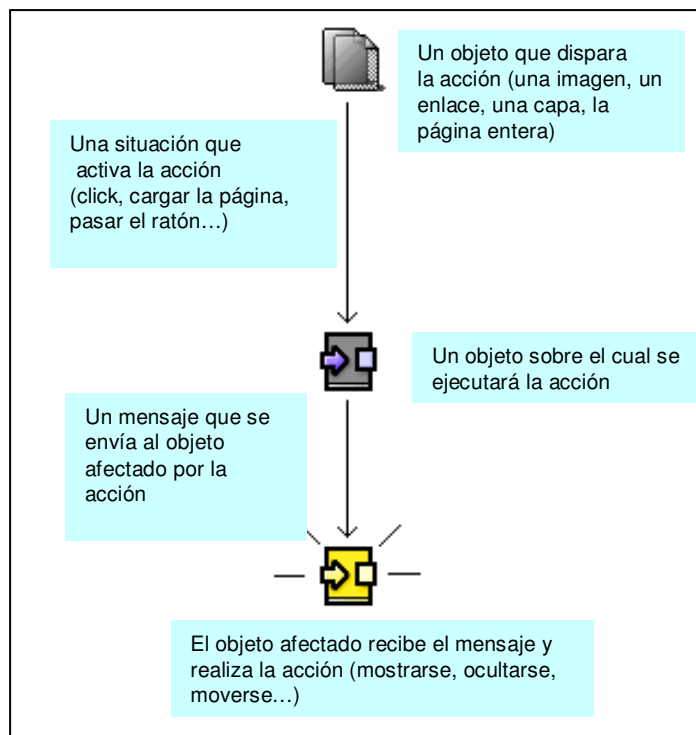 Un objeto que dispara
la acción (una imagen, un
enlace, una capa, la
página entera)
Una situación que
activa la acción
(click, cargar la página,
pasar el ratón…)
Un objeto sobre el cual se
ejecutará la acción
Un mensaje que se
envía al objeto
afectado por la
acción
El objeto afectado recibe el mensaje y
realiza la acción (mostrarse, ocultarse,
moverse…)